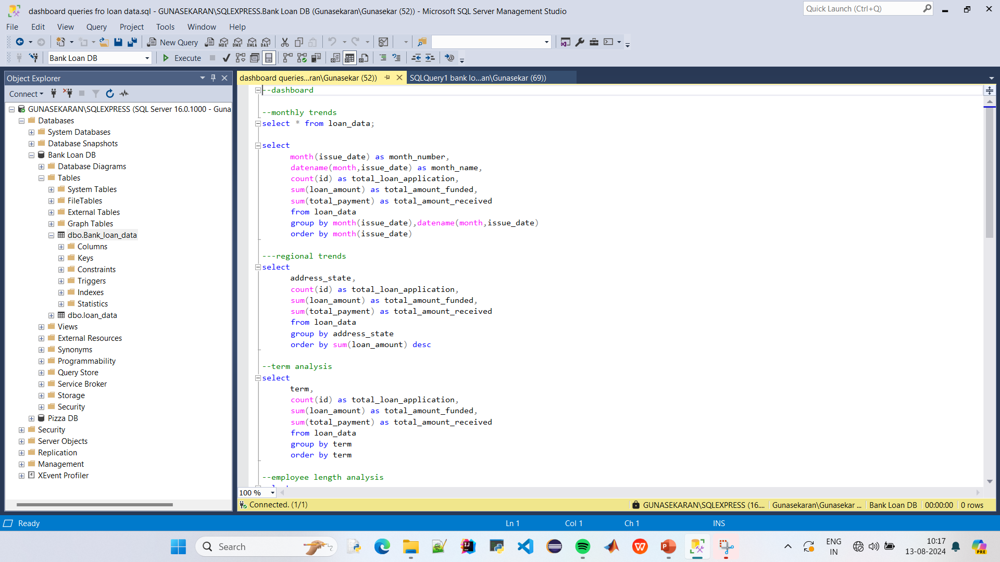 dashboard queries fro loan data.sql - GUNASEKARAN\SQLEXPRESS.Bank Loan DB (Gunasekaran\Gunasekar (52)) - Microsoft SQL Server Management Studio
Quick Launch (Ctrl+Q)
File Edit View Query Project Tools Window Help
New Query MDX DMX XMLA DAX
Bank Loan DB
Execute
Object Explorer
Connect
GUNASEKARAN\SQLEXPRESS (SQL Server 16.0.1000 - Guna
Databases
System Databases
Database Snapshots
Bank Loan DB
Database Diagrams
Tables
System Tables
FileTables
External Tables
Graph Tables
dbo.Bank_loan_data
Columns
Keys
Constraints
Triggers
Indexes
Statistics
dbo.loan_data
Views
External Resources
Synonyms
Programmability
Query Store
Service Broker
Storage
Security
Pizza DB
Security
Server Objects
Replication
Management
XEvent Profiler
dashboard queries...ran\Gunasekar (52))
SQLQuery1 bank lo...an\Gunasekar (69))
--dashboard
--monthly trends
select * from loan_data;
select
month(issue_date) as month_number,
datename(month,issue_date) as month_name,
count(id) as total_loan_application,
sum(loan_amount) as total_amount_funded,
sum(total_payment) as total_amount_received
from loan_data
group by month(issue_date),datename(month,issue_date)
order by month(issue_date)
---regional trends
select
address_state,
count(id) as total_loan_application,
sum(loan_amount) as total_amount_funded,
sum(total_payment) as total_amount_received
from loan_data
group by address_state
order by sum(loan_amount) desc
--term analysis
select
term,
count(id) as total_loan_application,
sum(loan_amount) as total_amount_funded,
sum(total_payment) as total_amount_received
from loan_data
group by term
order by term
--employee length analysis
100 %
Connected. (1/1)
GUNASEKARAN\SQLEXPRESS (16.... Gunasekaran\Gunasekar ... Bank Loan DB 00:00:00 0 rows
Ready
Ln 1 Col 1 Ch 1 INS
Search
ENG
IN
10:17
13-08-2024
PRE